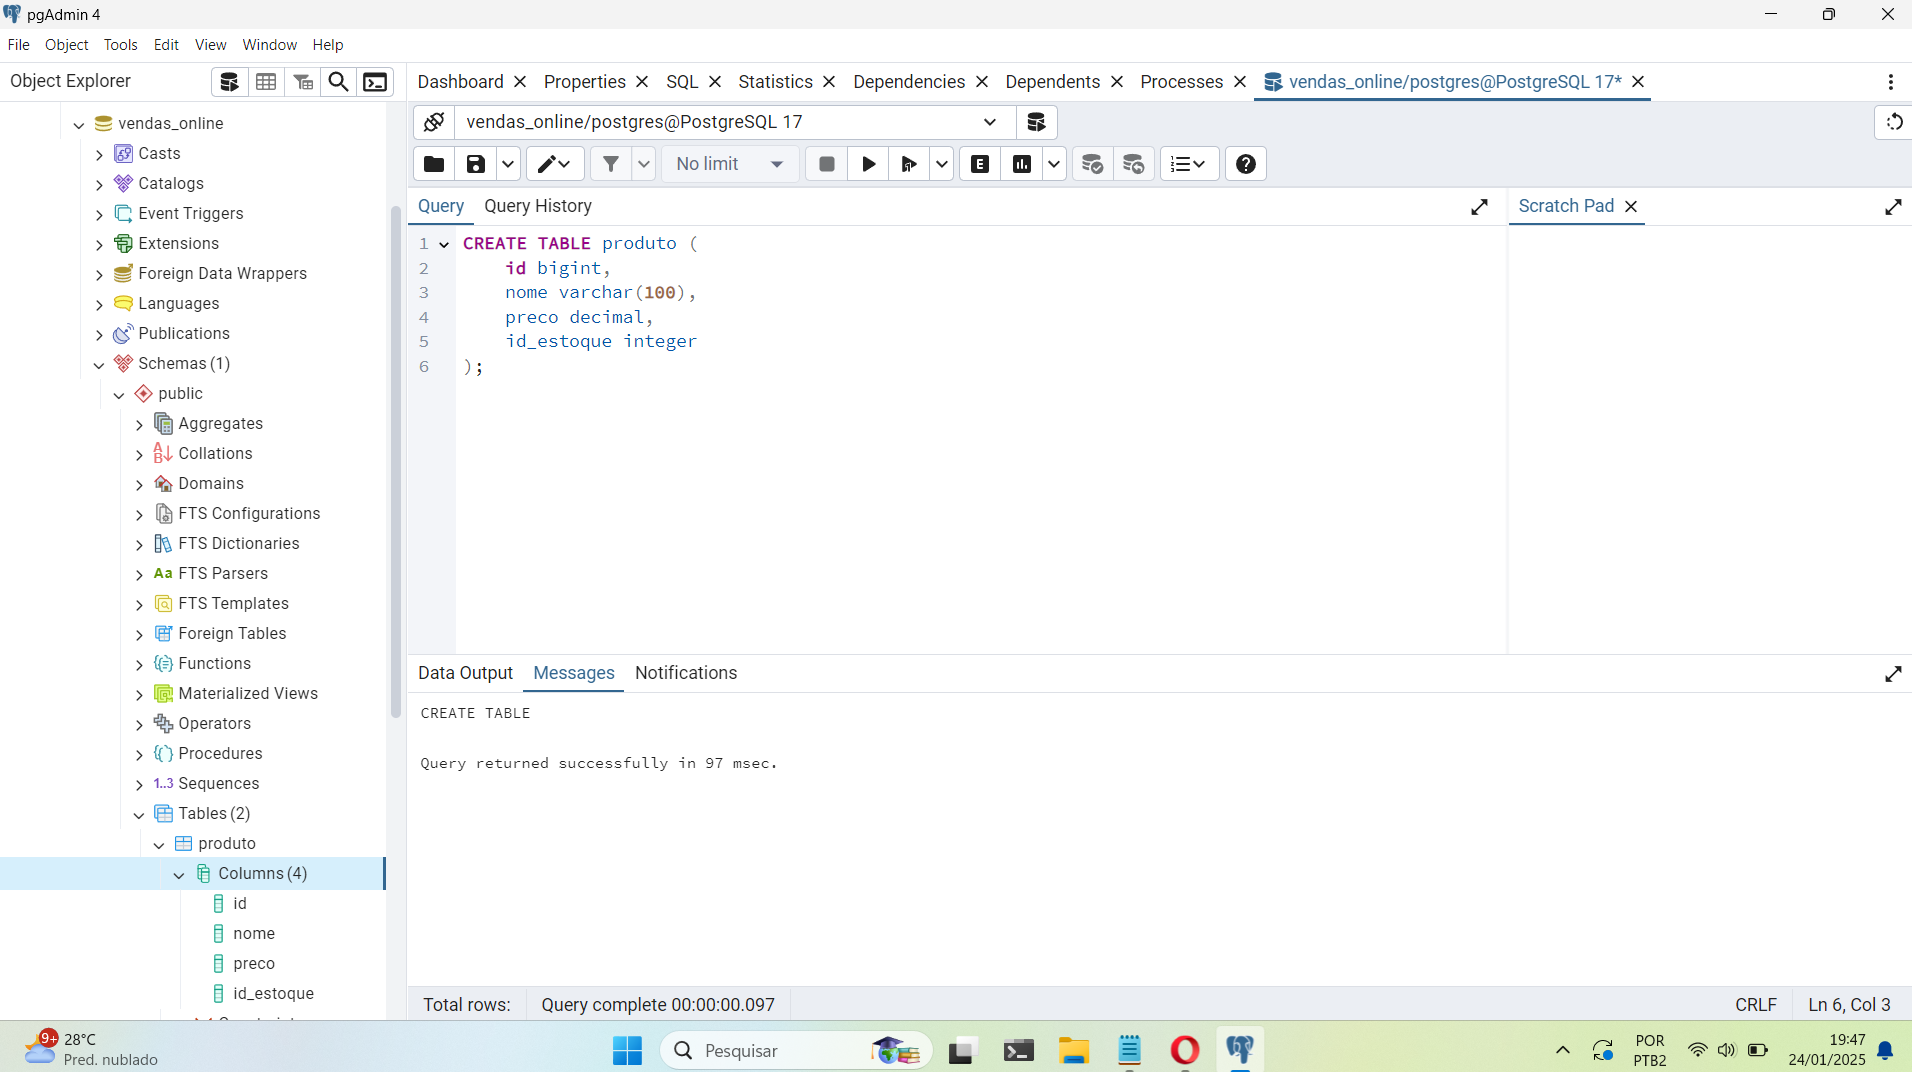 pgAdmin 4
File Object Tools Edit View Window Help
Object Explorer
Dashboard Properties SQL Statistics Dependencies Dependents Processes vendas_online/postgres@PostgreSQL 17*
vendas_online/postgres@PostgreSQL 17
No limit
E
Query Query History
Scratch Pad
vendas_online
Casts
Catalogs
Event Triggers
Extensions
Foreign Data Wrappers
Languages
Publications
Schemas (1)
public
Aggregates
Collations
Domains
FTS Configurations
FTS Dictionaries
Aa FTS Parsers
FTS Templates
Foreign Tables
Functions
Materialized Views
Operators
Procedures
1..3 Sequences
Tables (2)
produto
Columns (4)
id
nome
preco
id_estoque
1 CREATE TABLE produto (
2 id bigint,
3 nome varchar(100),
4 preco decimal,
5 id_estoque integer
6 );
Data Output Messages Notifications
CREATE TABLE
Query returned successfully in 97 msec.
Total rows: Query complete 00:00:00.097
CRLF Ln 6, Col 3
9+ 28°C
Pred. nublado
Pesquisar
POR
PTB2
19:47
24/01/2025